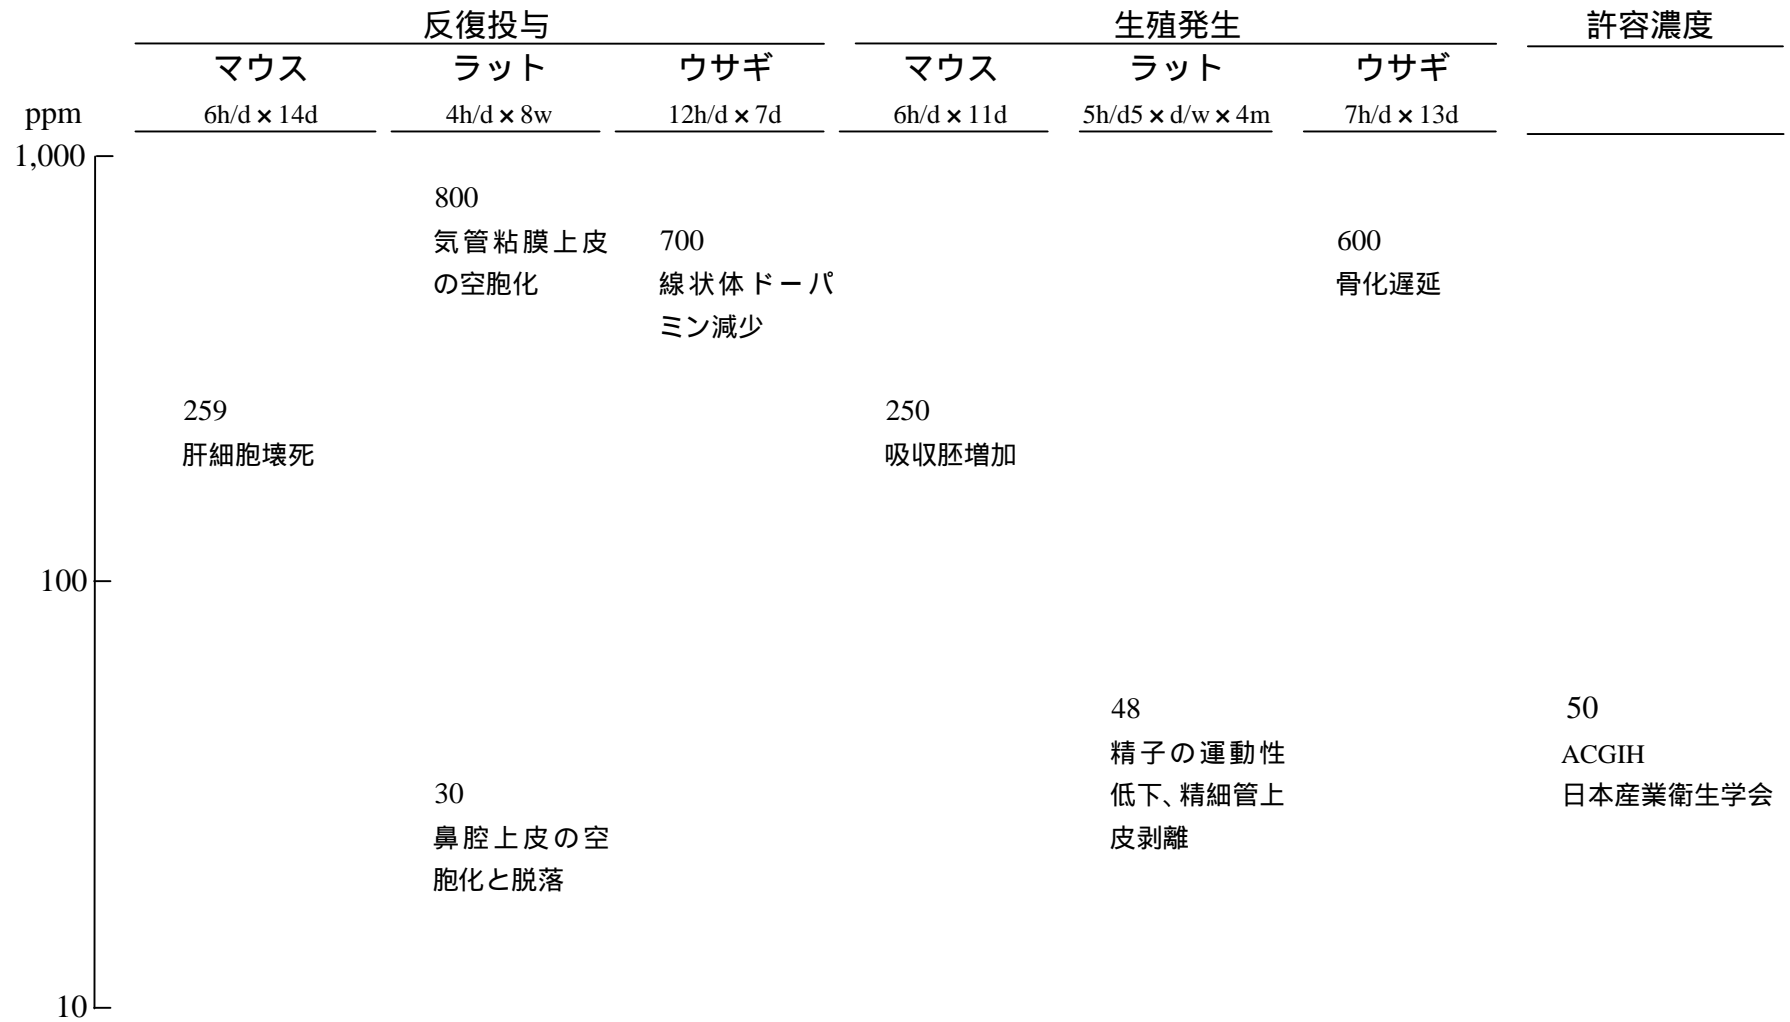 反復投与 生殖発生 許容濃度
マウス ラット ウサギ マウス ラット ウサギ
ppm 6h/d × 14d 4h/d × 8w 12h/d × 7d 6h/d × 11d 5h/d5 × d/w × 4m 7h/d × 13d
1,000
800
気管粘膜上皮
の空胞化
700
線状体ドーパ
ミン減少
600
骨化遅延
259
肝細胞壊死
250
吸収胚増加
100
48
精子の運動性
低下、精細管上
皮剥離
50
ACGIH
日本産業衛生学会
30
鼻腔上皮の空
胞化と脱落
10